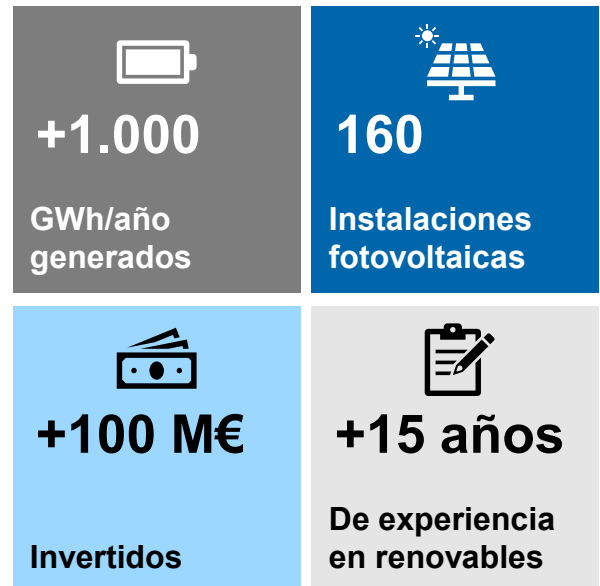 +1.000
GWh/año
generados
160
Instalaciones
fotovoltaicas
+100 M€
Invertidos
+15 años
De experiencia
en renovables